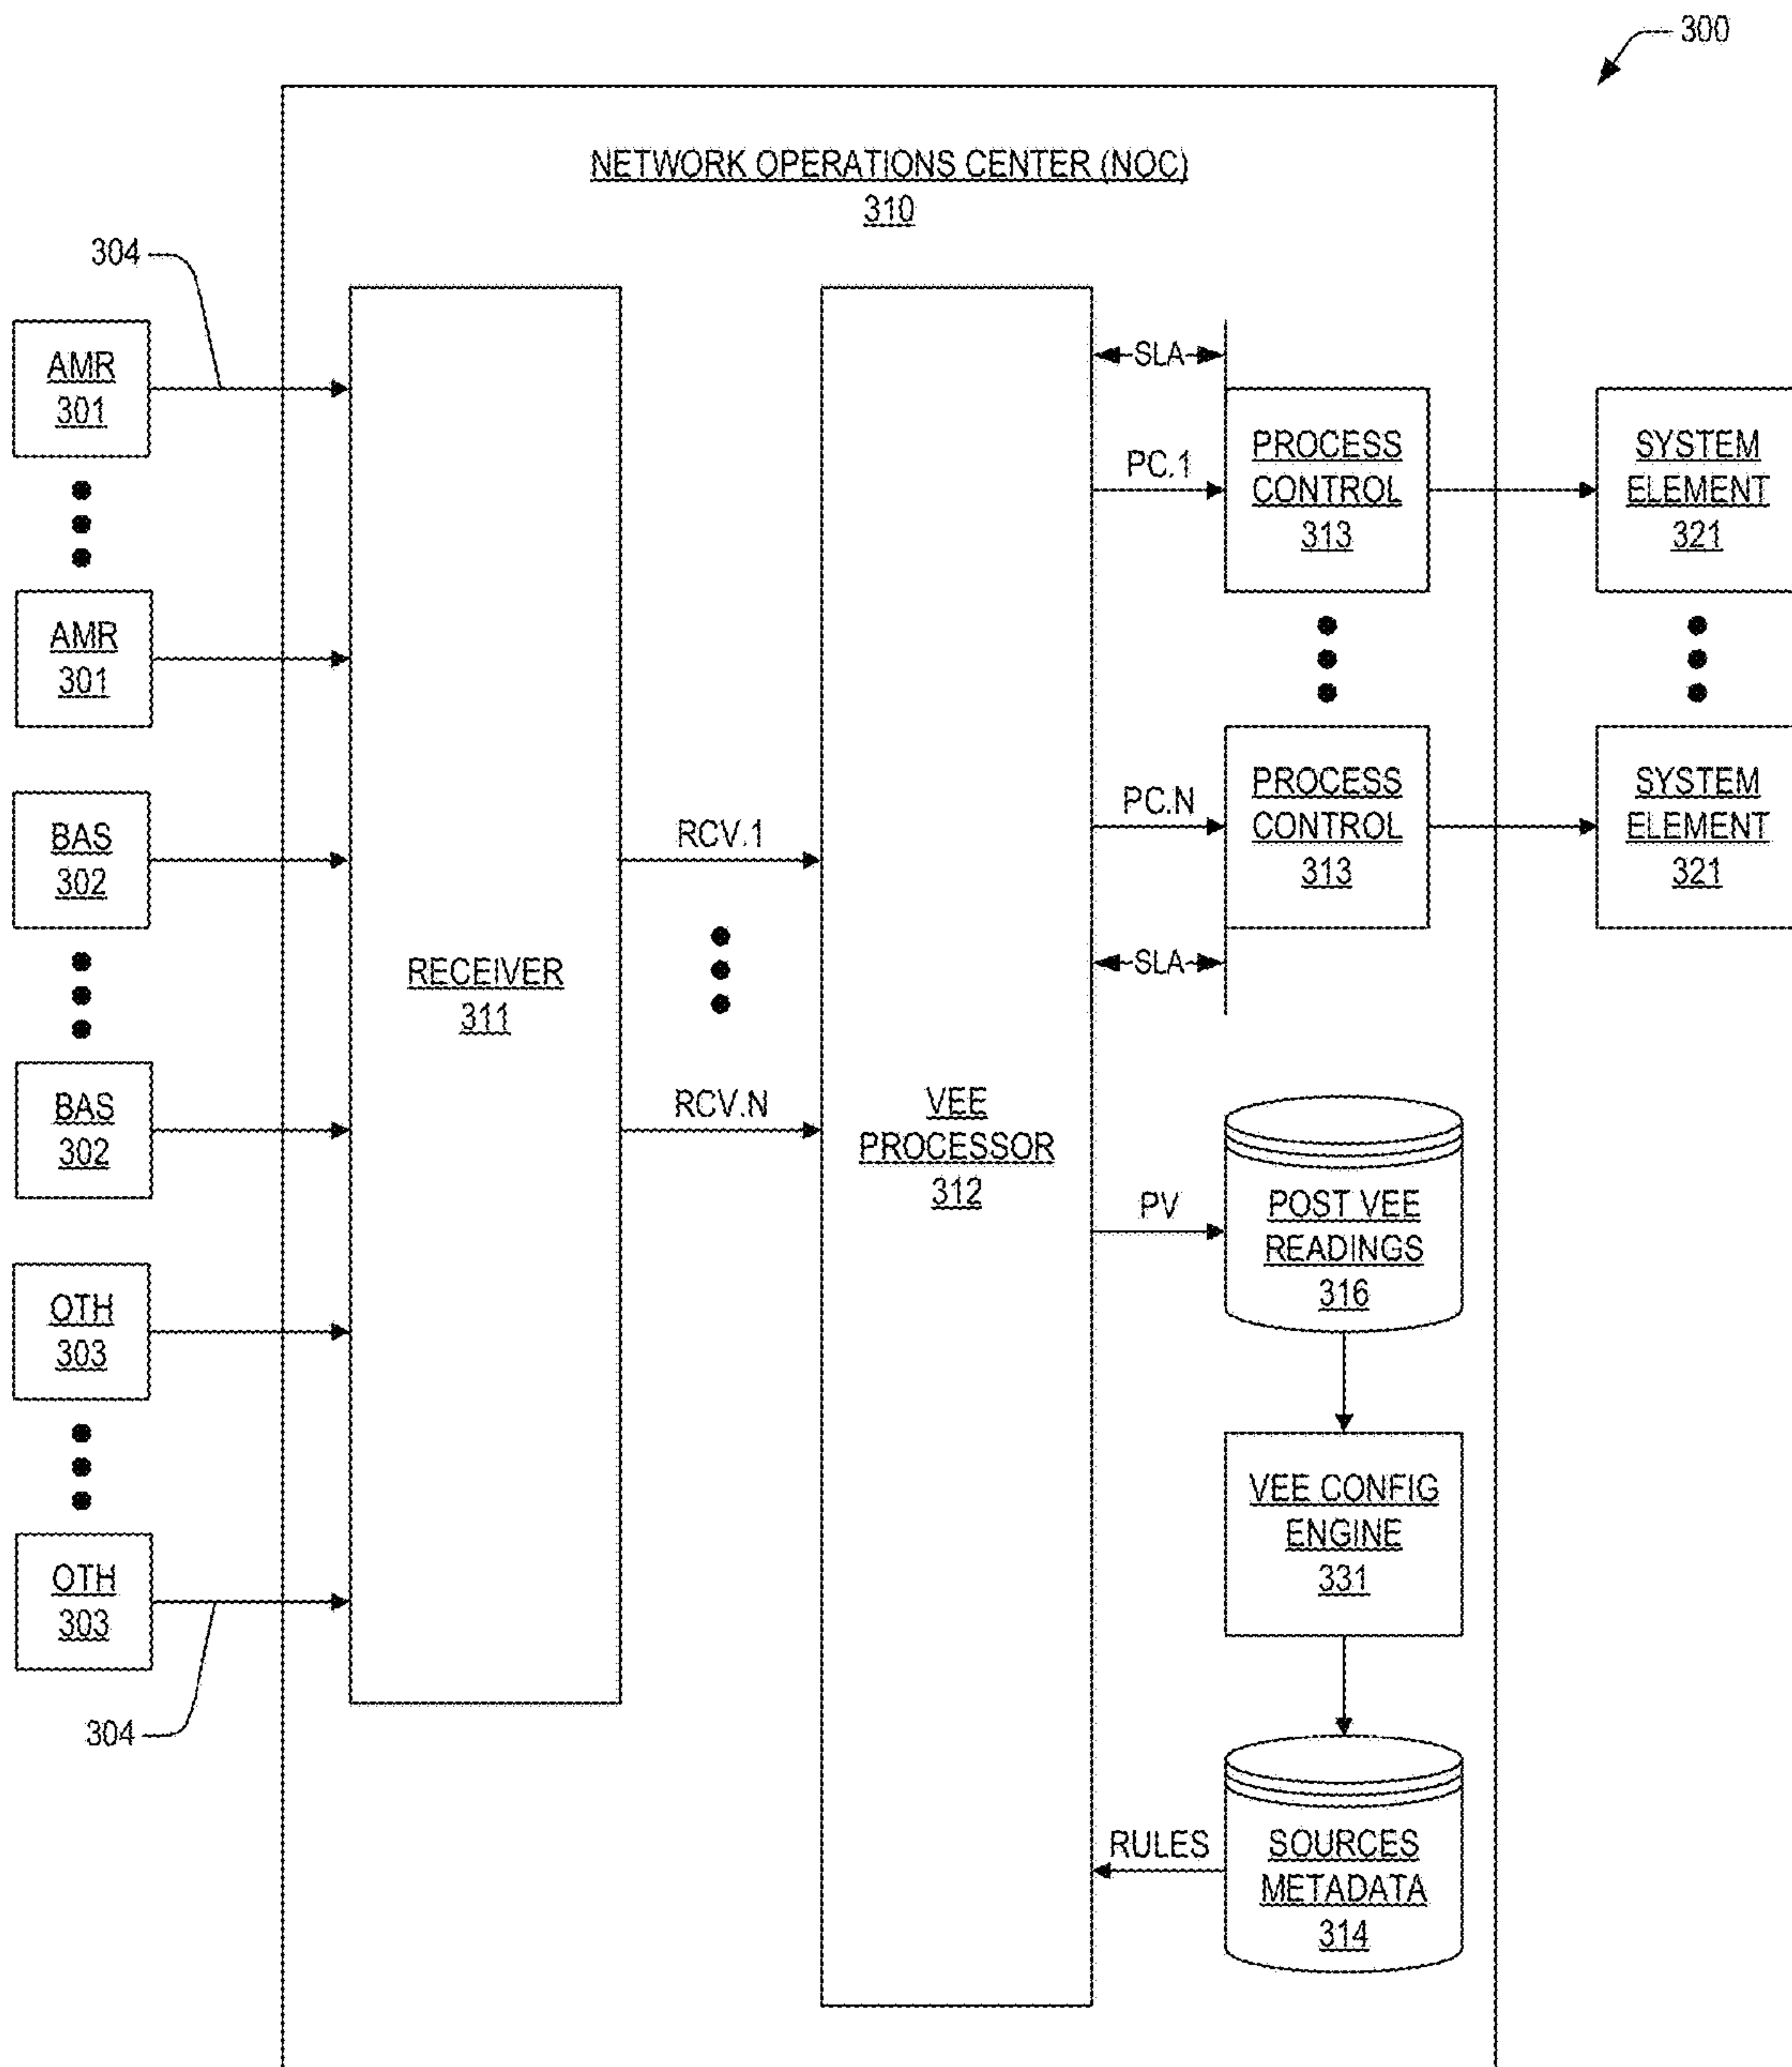 300
NETWORK OPERATIONS CENTER (NOC)
310
304
AMR
301
AMR
301
BAS
302
BAS
302
OTH
303
OTH
303
304
RECEIVER
311
RCV.1
RCV.N
VEE
PROCESSOR
312
SLA
PC.1
PROCESS
CONTROL
313
SYSTEM
ELEMENT
321
PC.N
PROCESS
CONTROL
313
SYSTEM
ELEMENT
321
SLA
PV
POST VEE
READINGS
316
VEE CONFIG
ENGINE
331
RULES
SOURCES
METADATA
314